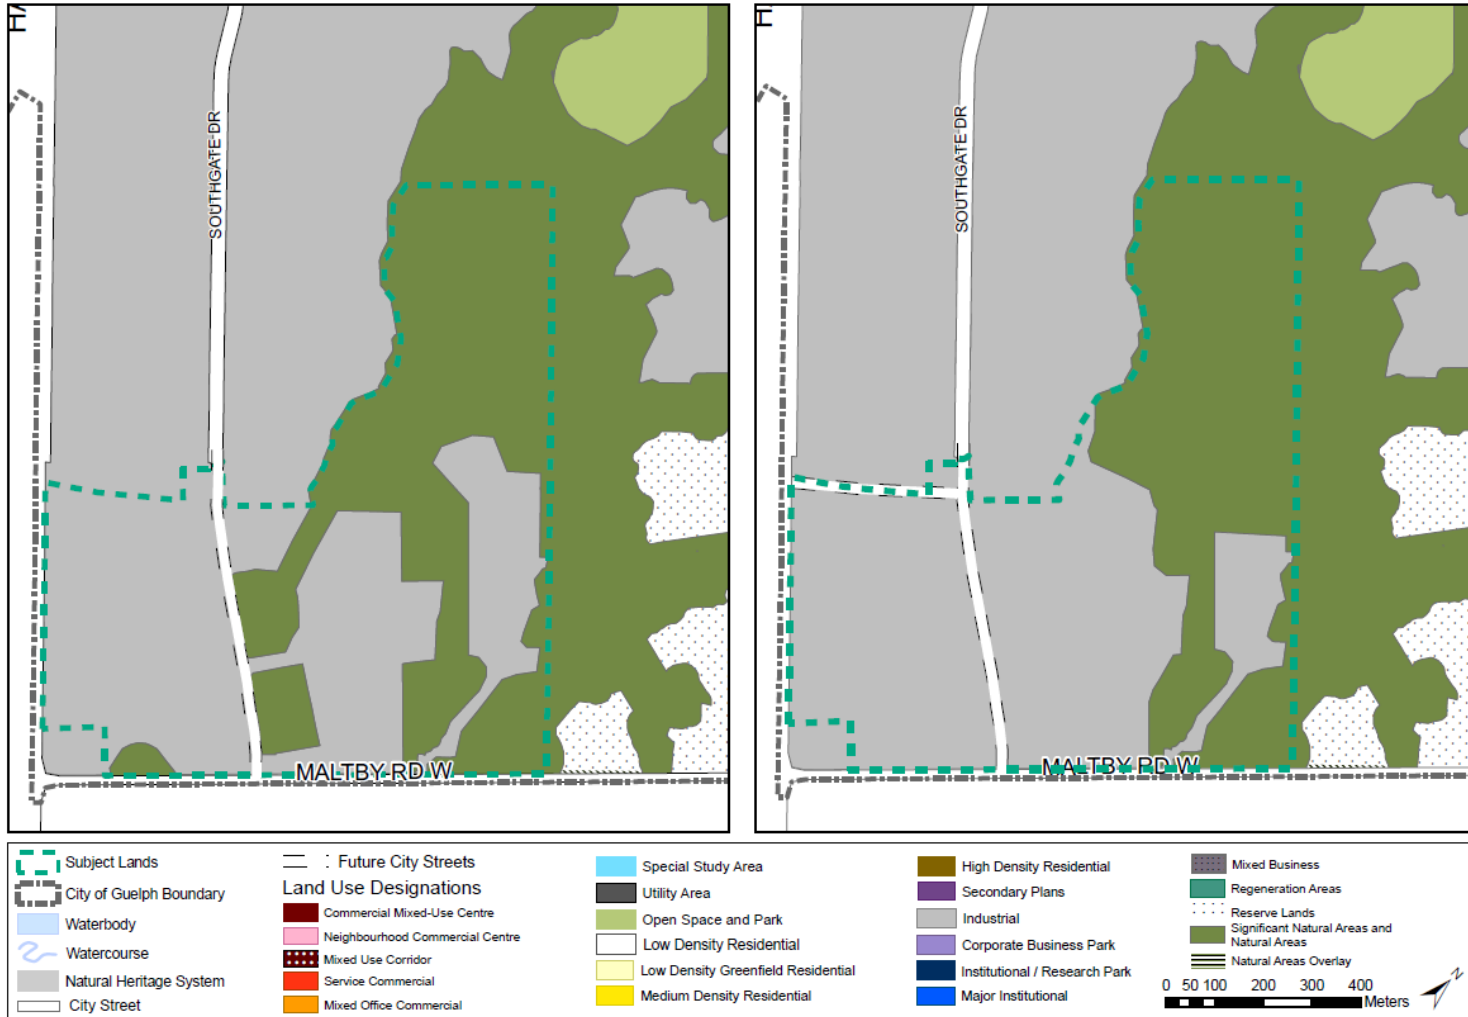 HA
SOUTHGATE DR
MALTBY RD W
HA
SOUTHGATE DR
MALTBY RD W
Subject Lands
City of Guelph Boundary
Waterbody
Watercourse
Natural Heritage System
City Street
Future City Streets
Land Use Designations
Commercial Mixed-Use Centre
Neighbourhood Commercial Centre
Mixed Use Corridor
Service Commercial
Mixed Office Commercial
Special Study Area
Utility Area
Open Space and Park
Low Density Residential
Low Density Greenfield Residential
Medium Density Residential
High Density Residential
Secondary Plans
Industrial
Corporate Business Park
Institutional / Research Park
Major Institutional
Mixed Business
Regeneration Areas
Reserve Lands
Significant Natural Areas and
Natural Areas
Natural Areas Overlay
0 50 100 200 300 400
Meters
N